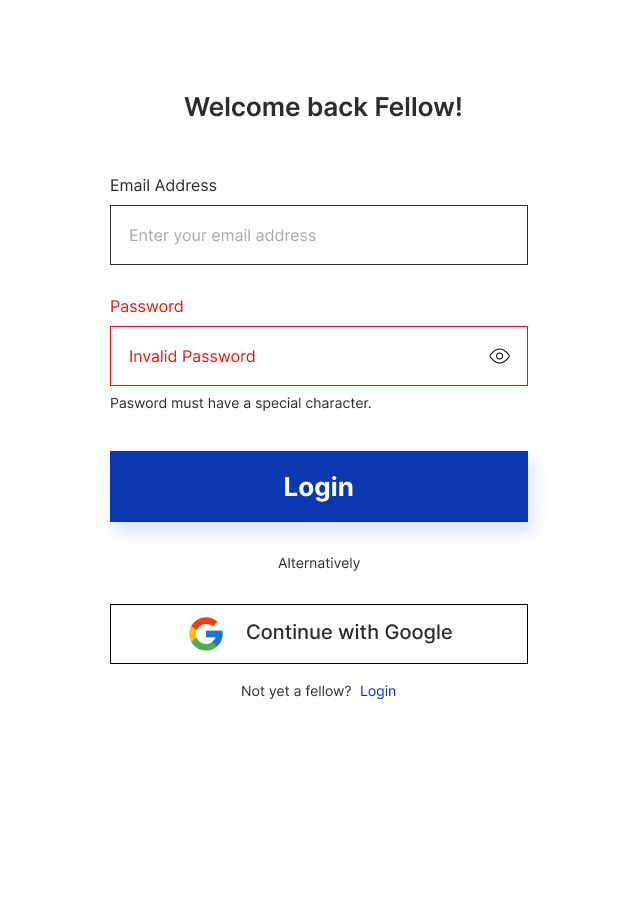 Welcome back Fellow!
Email Address
Enter your email address
Password
Invalid Password
Pasword must have a special character.
Login
Alternatively
Continue with Google
Not yet a fellow? Login